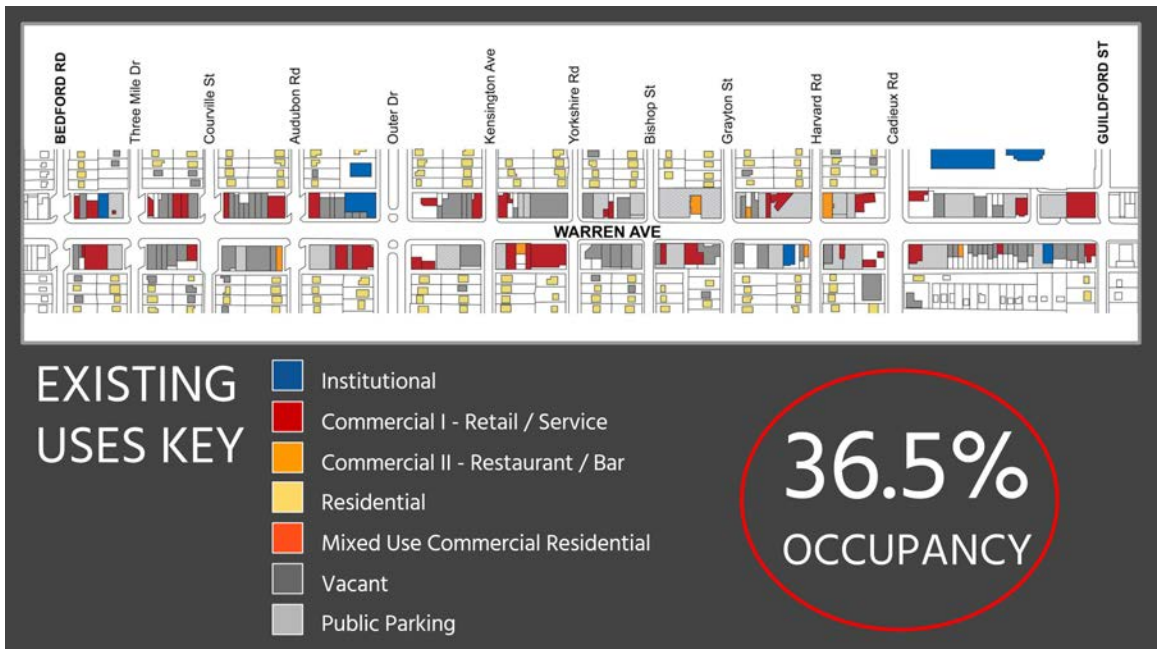 BEDFORD RD
Three Mile Dr
Courville St
Audubon Rd
Outer Dr
Kensington Ave
Yorkshire Rd
Bishop St
Grayton St
Harvard Rd
Cadieux Rd
GUILDFORD ST
WARREN AVE
EXISTING
USES KEY
Institutional
Commercial I - Retail / Service
Commercial II - Restaurant / Bar
Residential
Mixed Use Commercial Residential
Vacant
Public Parking
36.5%
OCCUPANCY